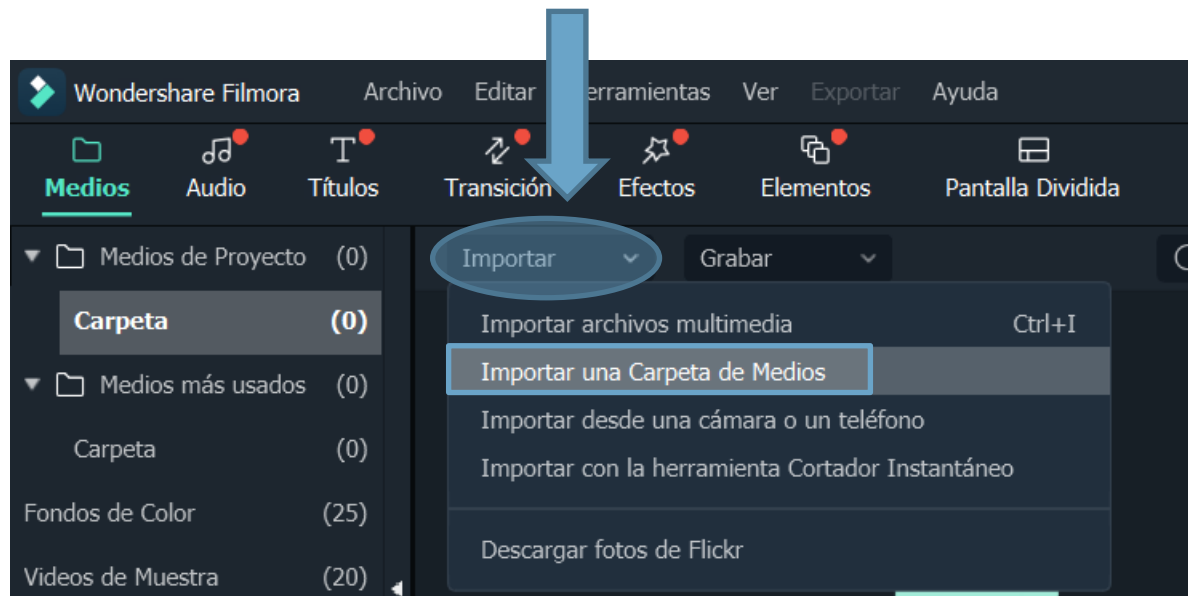 Wondershare Filmora Archivo Editar Herramientas Ver Exportar Ayuda
Medios Audio Títulos Transición Efectos Elementos Pantalla Dividida
Medios de Proyecto (0)
Importar Grabar
Carpeta (0)
Importar archivos multimedia Ctrl+I
Importar una Carpeta de Medios
Medios más usados (0)
Importar desde una cámara o un teléfono
Carpeta (0)
Importar con la herramienta Cortador Instantáneo
Fondos de Color (25)
Descargar fotos de Flickr
Videos de Muestra (20)